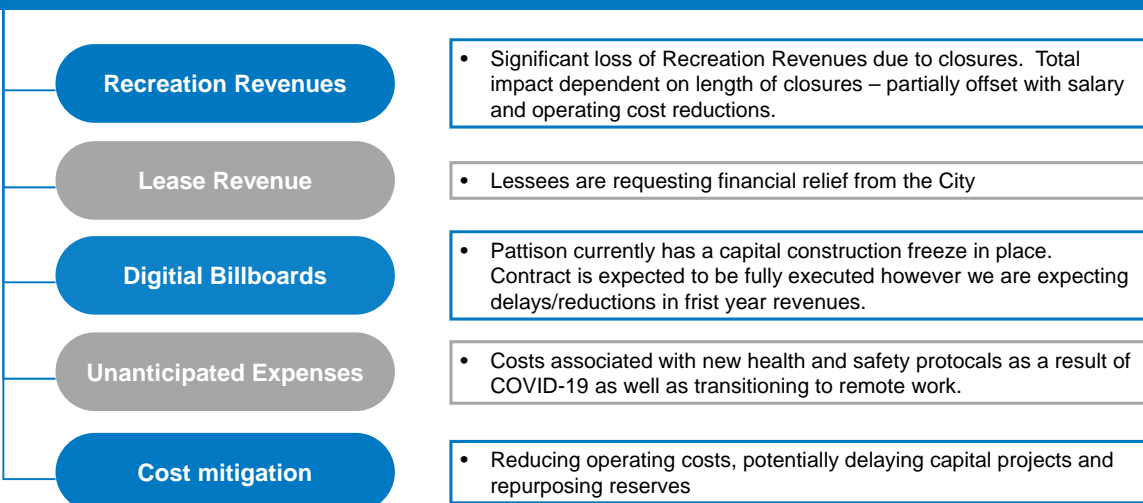 Recreation Revenues
• Significant loss of Recreation Revenues due to closures. Total
impact dependent on length of closures – partially offset with salary
and operating cost reductions.
Lease Revenue
• Lessees are requesting financial relief from the City
Digitial Billboards
• Pattison currently has a capital construction freeze in place.
Contract is expected to be fully executed however we are expecting
delays/reductions in frist year revenues.
Unanticipated Expenses
• Costs associated with new health and safety protocals as a result of
COVID-19 as well as transitioning to remote work.
Cost mitigation
• Reducing operating costs, potentially delaying capital projects and
repurposing reserves